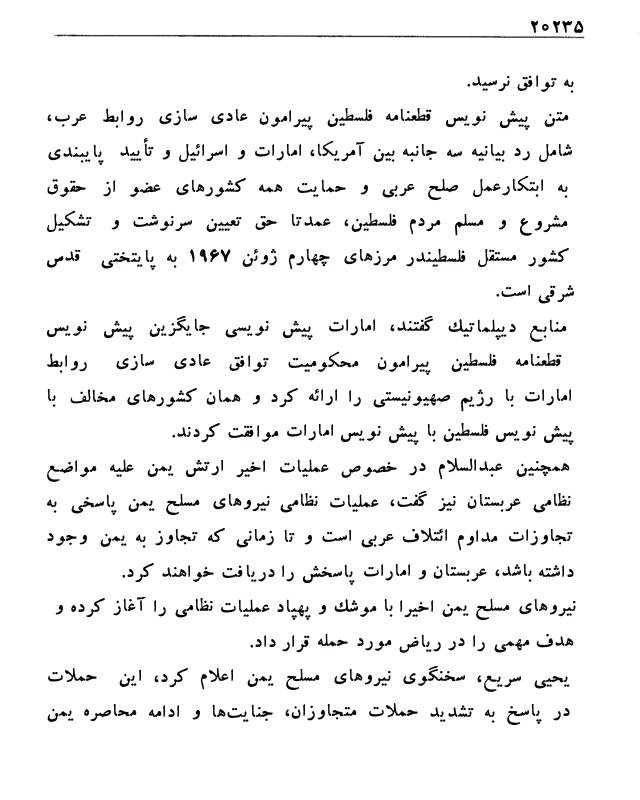 ۲۰۲۳۵
به توافق نرسید.
متن پیش نویس قطعنامه فلسطین پیرامون عادی سازی روابط عرب،
شامل رد بیانیه سه جانبه بین آمریکا، امارات و اسرائیل و تأیید پایبندی
به ابتکارعمل صلح عربی و حمایت همه کشورهای عضو از حقوق
مشروع و مسلم مردم فلسطین، عمدتا حق تعیین سرنوشت و تشکیل
کشور مستقل فلسطیندر مرزهای چهارم ژوئن ۱۹۶۷ به پایتختی قدس
شرقی است.
منابع دیپلماتیك گفتند، امارات پیش نویسی جایگزین پیش نویس
قطعنامه فلسطین پیرامون محکومیت توافق عادی سازی روابط
امارات با رژیم صهیونیستی را ارائه کرد و همان کشورهای مخالف با
پیش نویس فلسطین با پیش نویس امارات موافقت کردند.
همچنین عبدالسلام در خصوص عملیات اخیر ارتش یمن علیه مواضع
نظامی عربستان نیز گفت، عملیات نظامی نیروهای مسلح یمن پاسخی به
تجاوزات مداوم ائتلاف عربی است و تا زمانی که تجاوز به یمن وجود
داشته باشد، عربستان و امارات پاسخش را دریافت خواهند کرد.
نیروهای مسلح یمن اخیرا با موشك و پهپاد عملیات نظامی را آغاز کرده و
هدف مهمی را در ریاض مورد حمله قرار داد.
یحیی سریع، سخنگوی نیروهای مسلح یمن اعلام کرد، این حملات
در پاسخ به تشدید حملات متجاوزان، جنایت‌ها و ادامه محاصره یمن